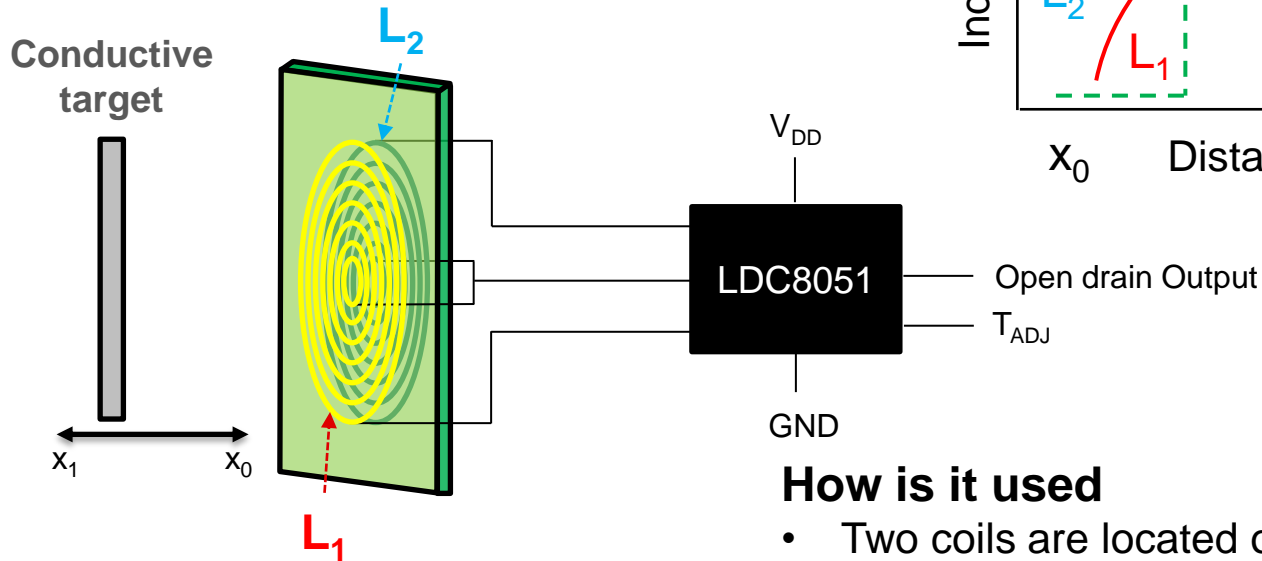 L2
Conductive
target
L1
x1
x0
VDD
LDC8051
Open drain Output
TADJ
GND
L1
x0
How is it used
• Two coils are located